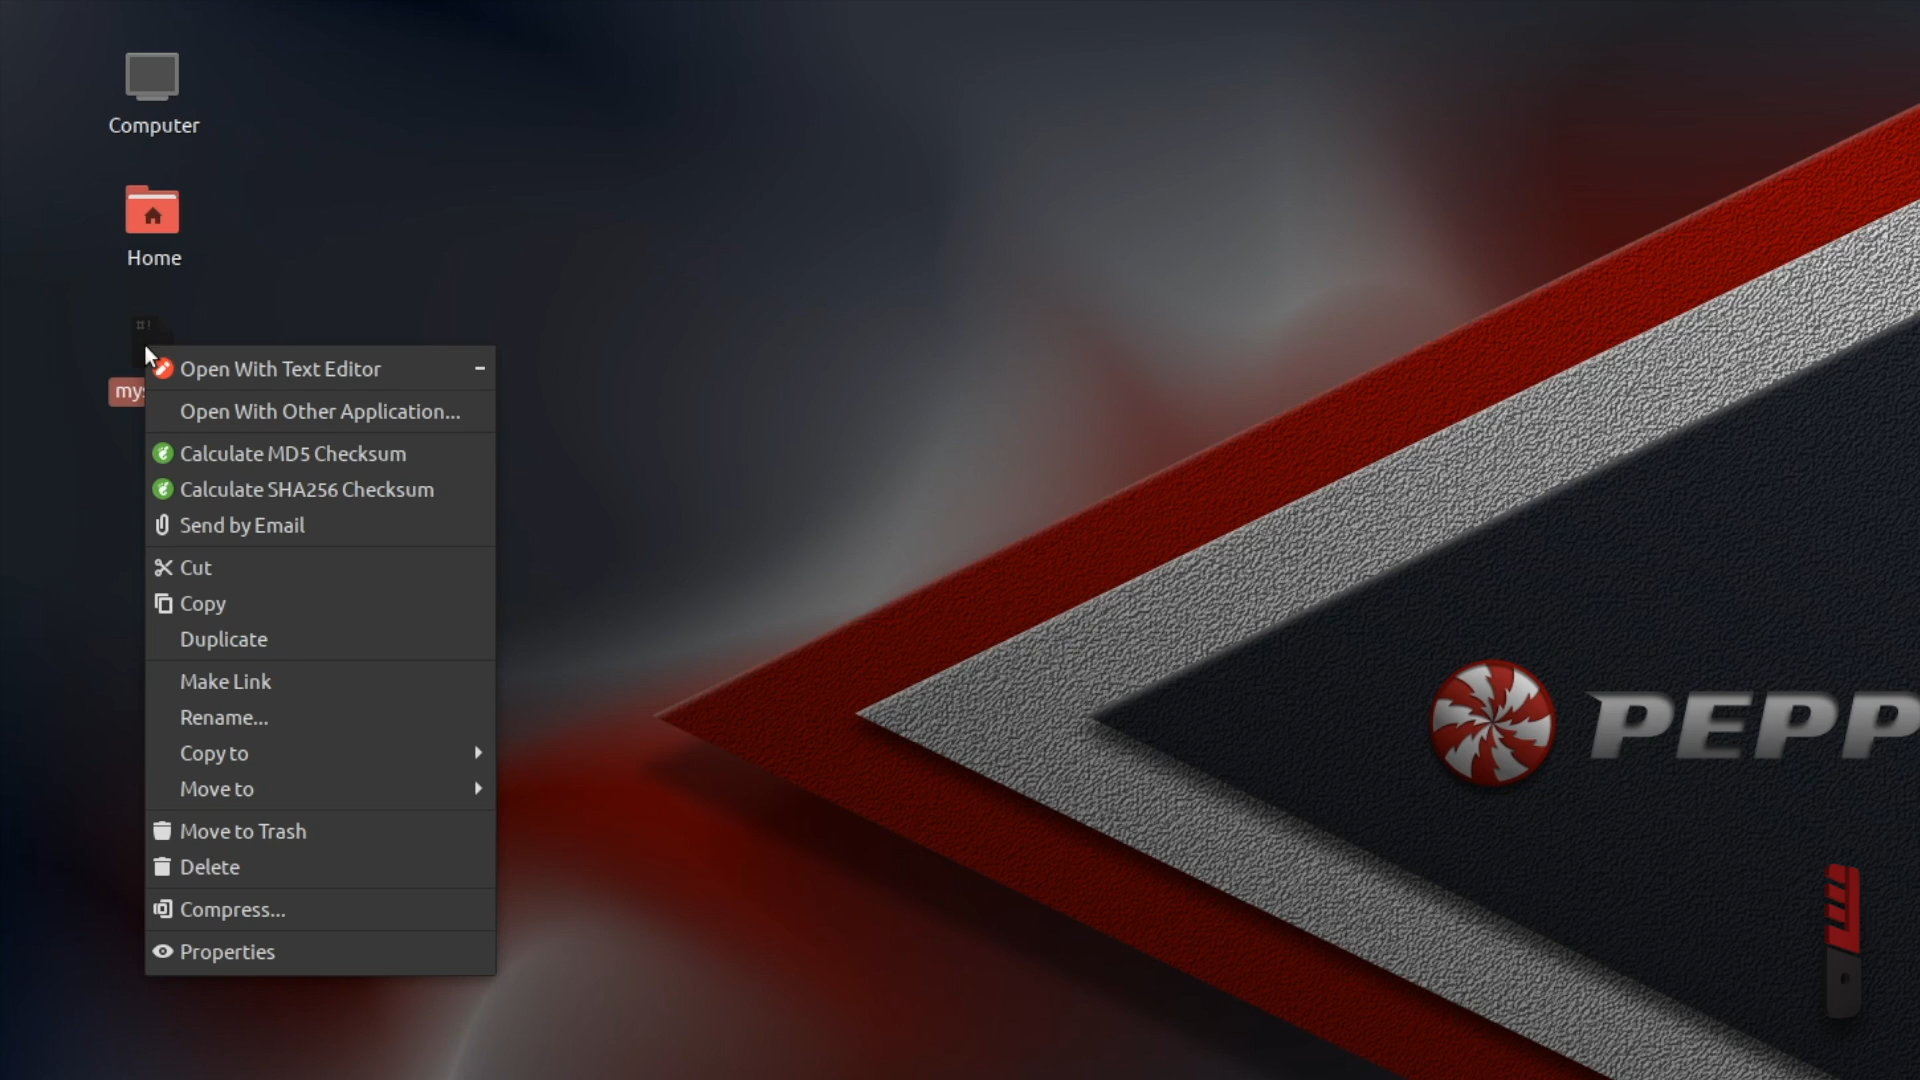 Computer
Home
#!
Open With Text Editor
Open With Other Application...
Calculate MD5 Checksum
Calculate SHA256 Checksum
Send by Email
Cut
Copy
Duplicate
Make Link
Rename...
Copy to
Move to
Move to Trash
Delete
Compress...
Properties
PEPP